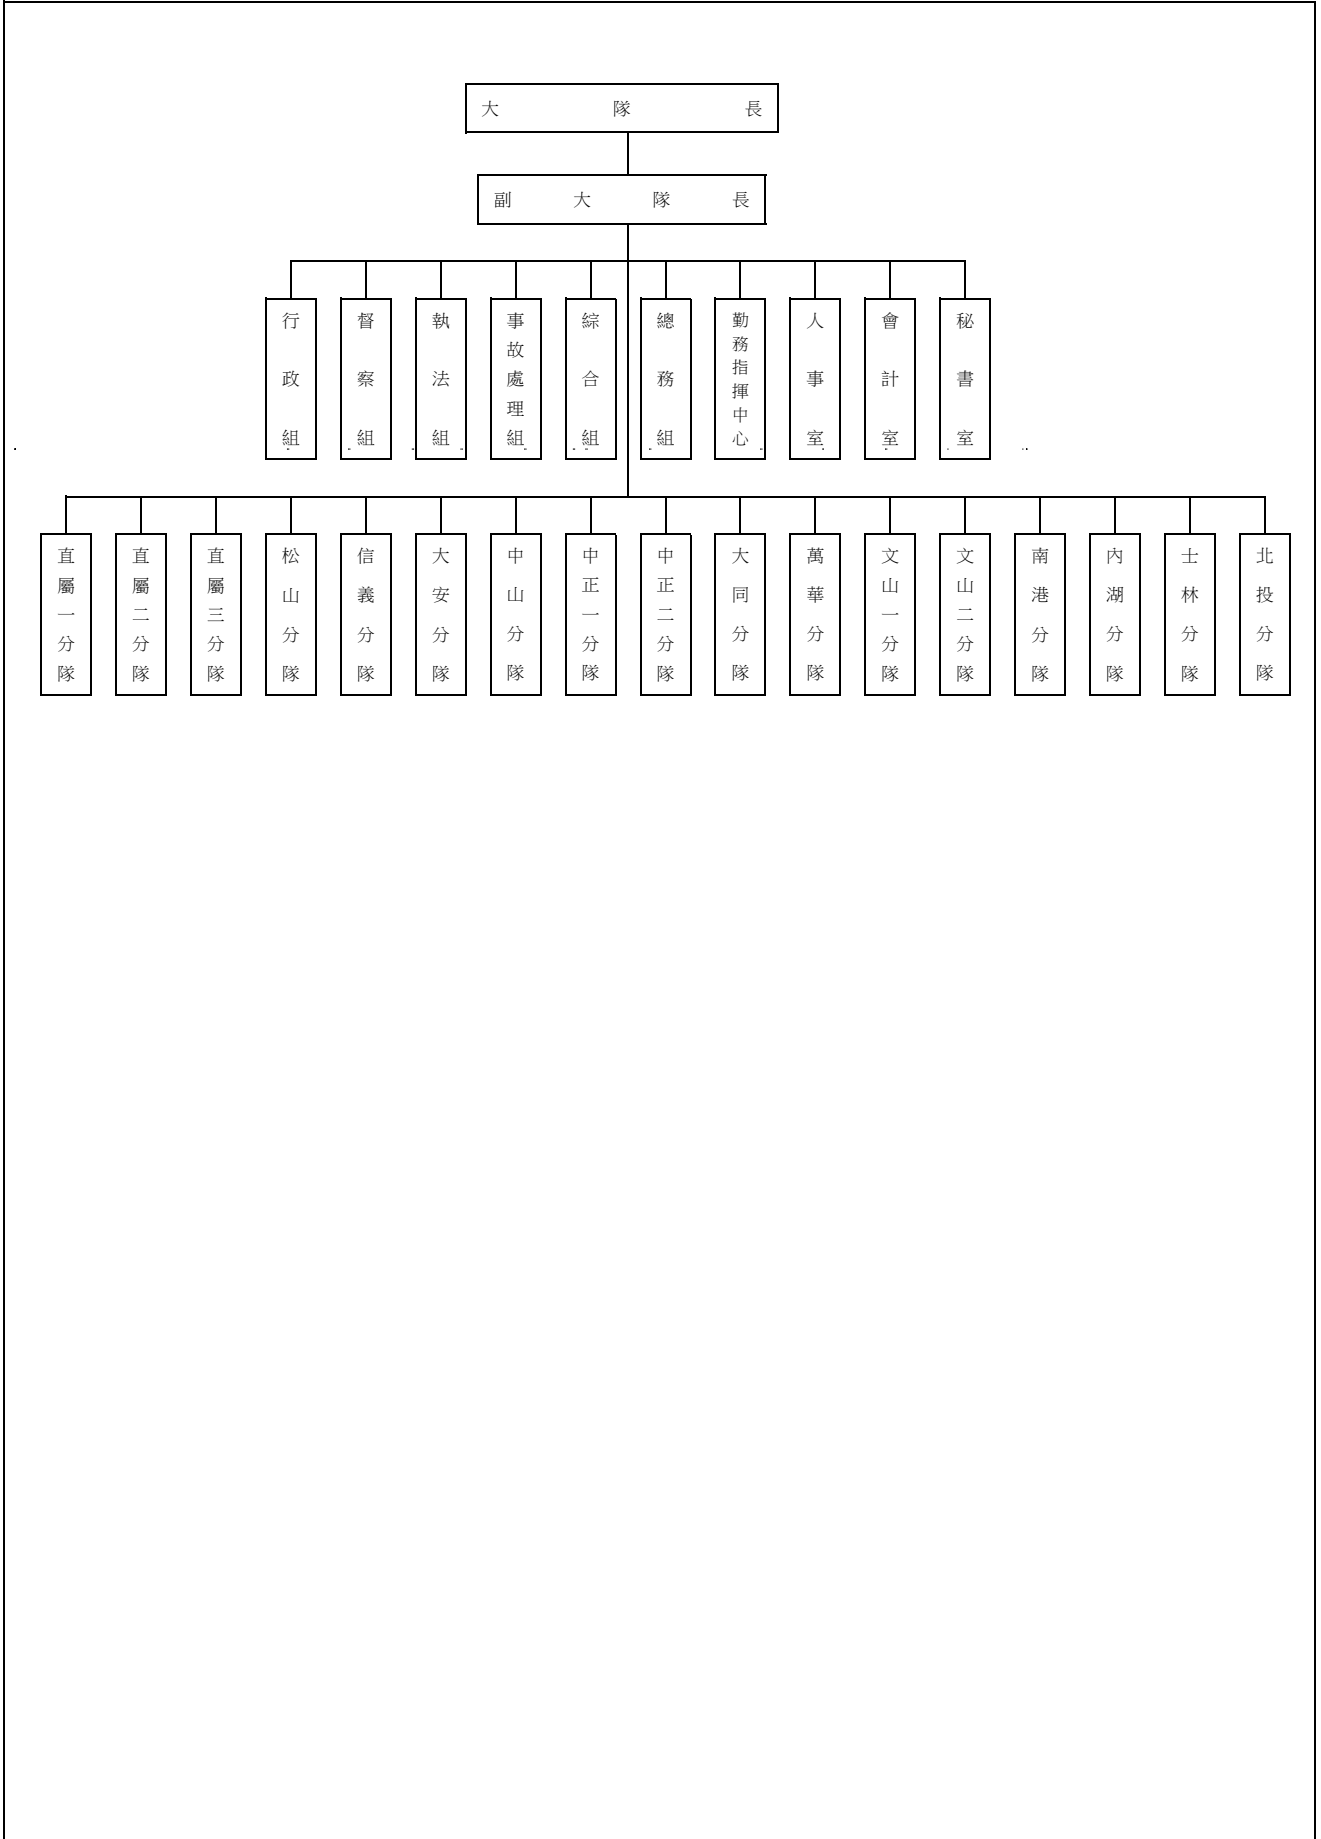 大隊長
副大隊長
行政組
督察組
執法組
事故處理組
綜合組
總務組
勤務指揮中心
人事室
會計室
秘書室
直屬一分隊
直屬二分隊
直屬三分隊
松山分隊
信義分隊
大安分隊
中山分隊
中正一分隊
中正二分隊
大同分隊
萬華分隊
文山一分隊
文山二分隊
南港分隊
內湖分隊
士林分隊
北投分隊